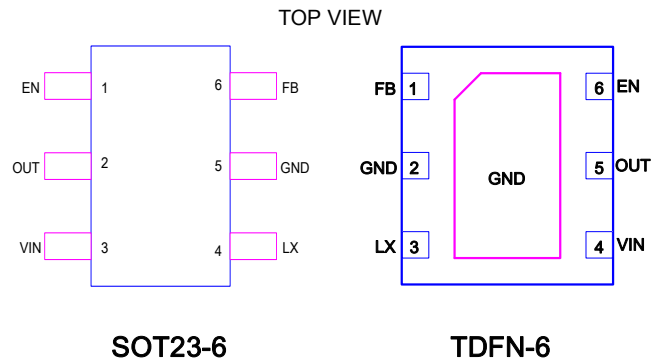 TOP VIEW
EN 1 6 FB
OUT 2 5 GND
VIN 3 4 LX
SOT23-6
FB 1 6 EN
GND 2 GND 5 OUT
LX 3 4 VIN
TDFN-6